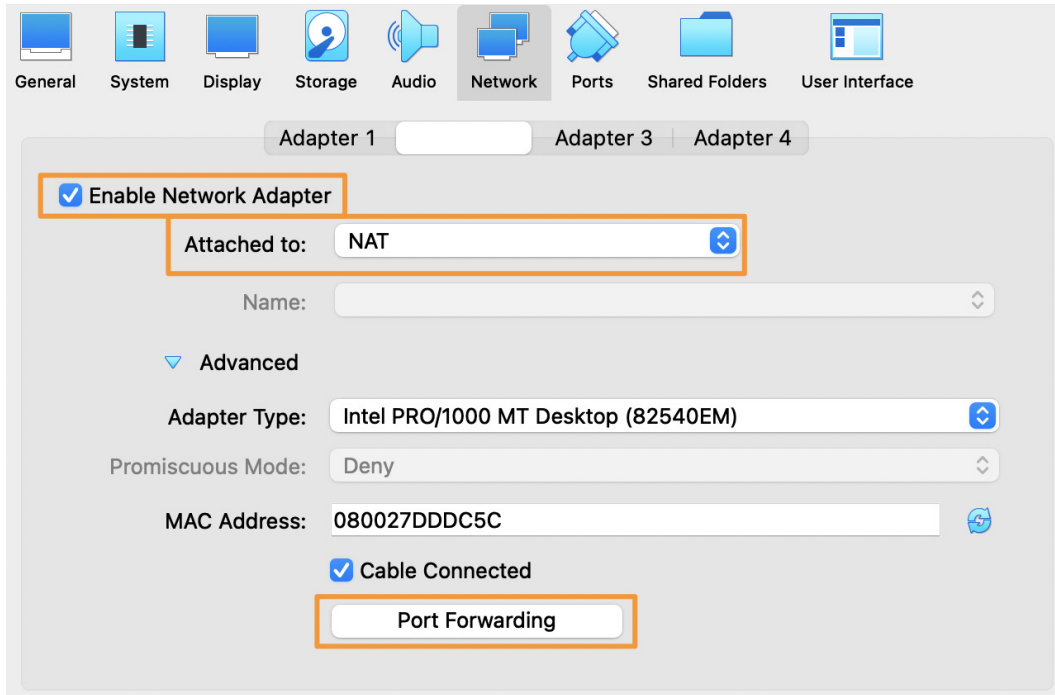 General System Display Storage Audio Network Ports Shared Folders User Interface
Adapter 1 Adapter 3 Adapter 4
Enable Network Adapter
Attached to: NAT
Name:
Advanced
Adapter Type: Intel PRO/1000 MT Desktop (82540EM)
Promiscuous Mode: Deny
MAC Address: 080027DDDC5C
Cable Connected
Port Forwarding